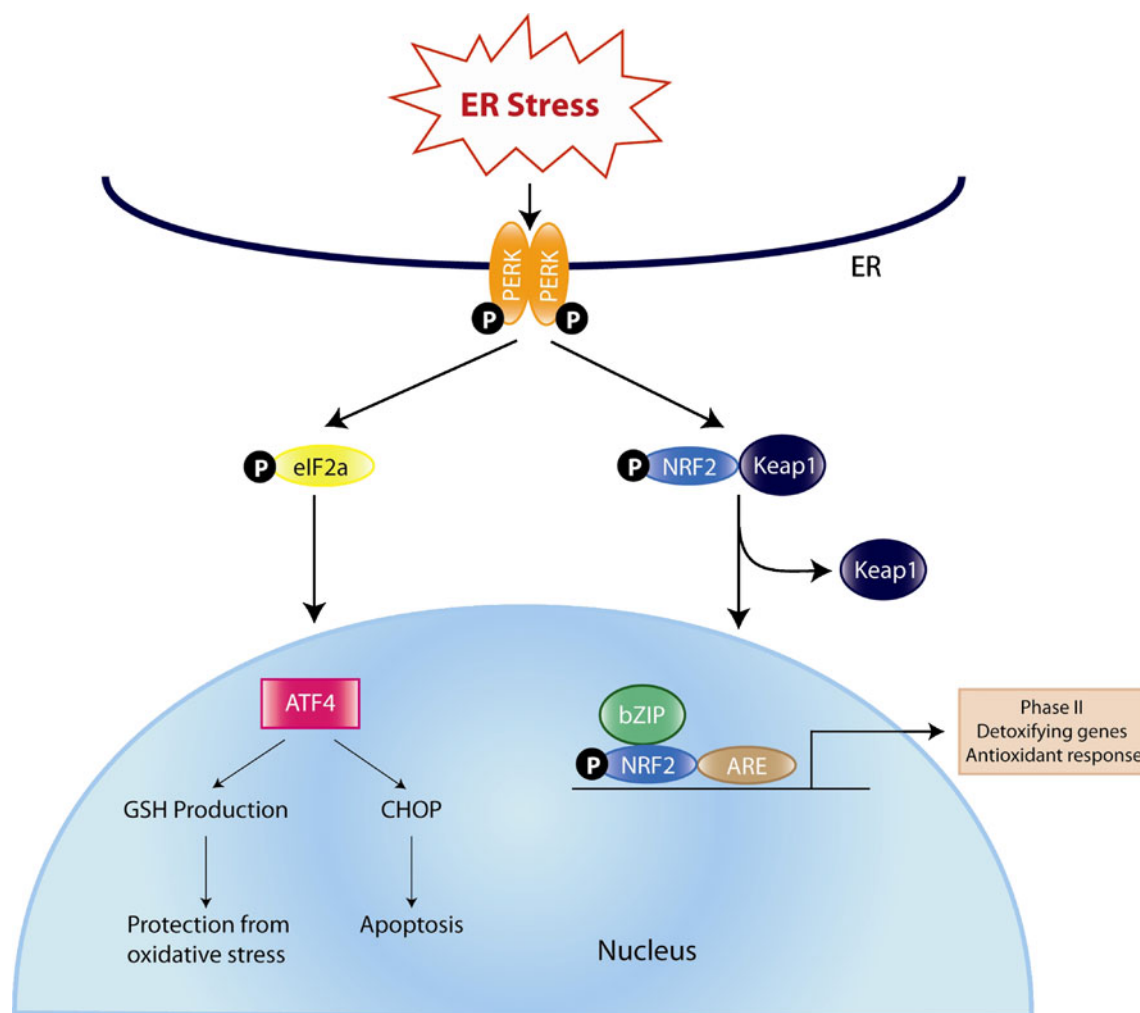 ER Stress
PERK
PERK
ER
P
P
P
eIF2a
P
NRF2
Keap1
Keap1
ATF4
bZIP
P
NRF2
ARE
Phase II
Detoxifying genes
Antioxidant response
GSH Production
CHOP
Protection from
oxidative stress
Apoptosis
Nucleus